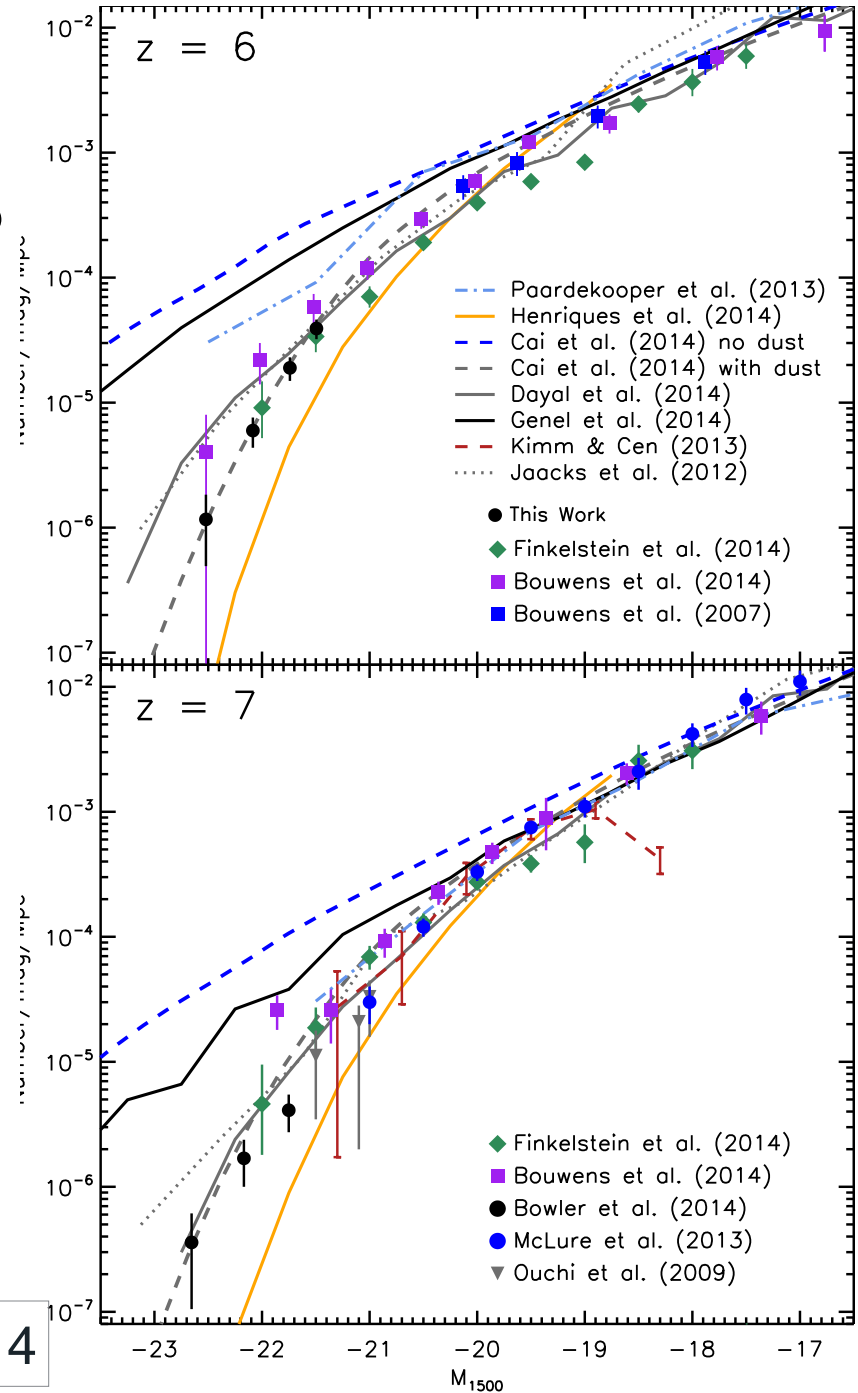 10⁻²
z = 6
10⁻³
10⁻⁴
Paardekooper et al. (2013)
Henriques et al. (2014)
Cai et al. (2014) no dust
Cai et al. (2014) with dust
Dayal et al. (2014)
Genel et al. (2014)
Kimm & Cen (2013)
Jaacks et al. (2012)
10⁻⁵
This Work
10⁻⁶
Finkelstein et al. (2014)
Bouwens et al. (2014)
Bouwens et al. (2007)
10⁻⁷
10⁻²
z = 7
10⁻³
10⁻⁴
10⁻⁵
Finkelstein et al. (2014)
Bouwens et al. (2014)
Bowler et al. (2014)
McLure et al. (2013)
Ouchi et al. (2009)
10⁻⁶
10⁻⁷
4
−23 −22 −21 −20 −19 −18 −17
M₁₅₀₀